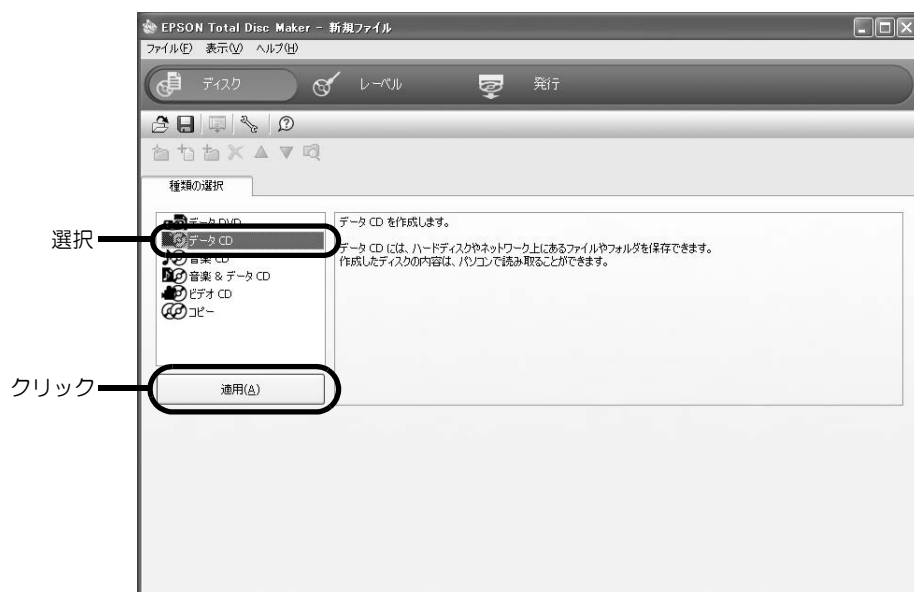 EPSON Total Disc Maker - 新規ファイル
ファイル(F) 表示(V) ヘルプ(H)
ディスク レーベル 発行
種類の選択
データ DVD
データ CD
音楽 CD
音楽 & データ CD
ビデオ CD
コピー
データ CD を作成します。
データ CD には、ハードディスクやネットワーク上にあるファイルやフォルダを保存できます。
作成したディスクの内容は、パソコンで読み取ることができます。
選択
クリック
適用(A)